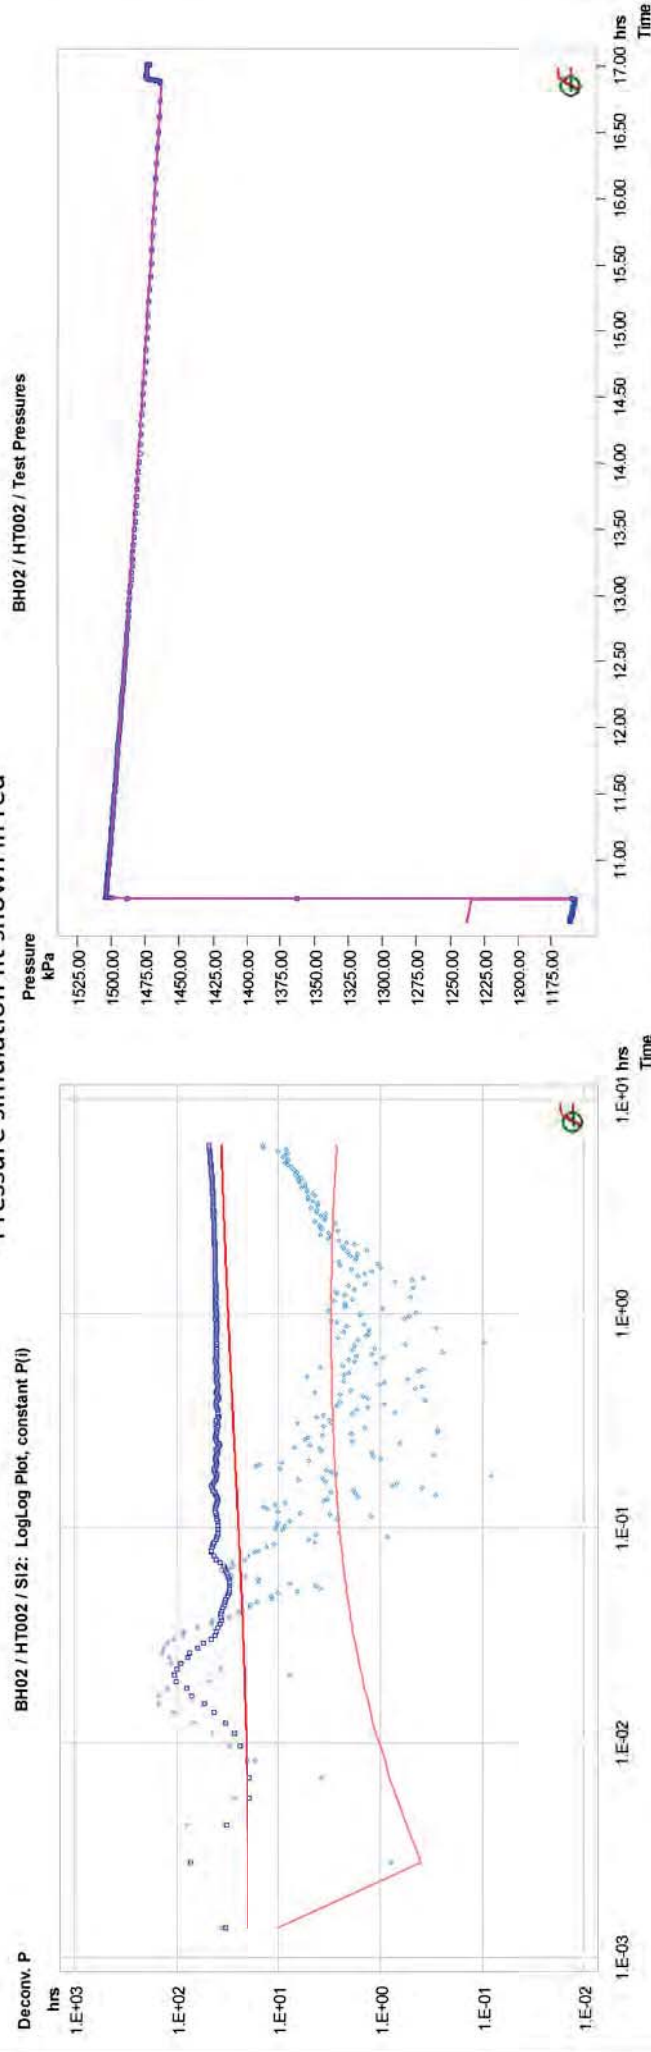 Pressure simulation fit shown in red
BH02 / HT002 / SI2: LogLog Plot, constant P(i)
Deconv. P
hrs
1.E+03
1.E+02
1.E+01
1.E+00
1.E-01
1.E-02
1.E-03
1.E-02
1.E-01
1.E+00
1.E+01 hrs
Time
BH02 / HT002 / Test Pressures
Pressure
kPa
1525.00
1500.00
1475.00
1450.00
1425.00
1400.00
1375.00
1350.00
1325.00
1300.00
1275.00
1250.00
1225.00
1200.00
1175.00
11.00
11.50
12.00
12.50
13.00
13.50
14.00
14.50
15.00
15.50
16.00
16.50
17.00 hrs
Time